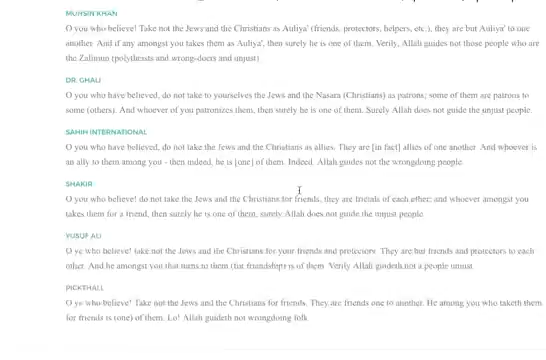 MUHSIN KHAN
O you who believe! Take not the Jews and the Christians as Auliya' (friends, protectors, helpers, etc.), they are but Auliya' to one
another. And if any amongst you takes them as Auliya', then surely he is one of them. Verily, Allah guides not those people who are
the Zalimun (polytheists and wrong-doers and unjust)
DR. GHALI
O you who have believed, do not take to yourselves the Jews and the Nasara (Christians) as patrons; some of them are patrons to
some (others). And whoever of you patronizes them, then surely he is one of them. Surely Allah does not guide the unjust people.
SAHIH INTERNATIONAL
O you who have believed, do not take the Jews and the Christians as allies. They are [in fact] allies of one another. And whoever is
an ally to them among you - then indeed, he is [one] of them. Indeed, Allah guides not the wrongdoing people.
SHAKIR
O you who believe! do not take the Jews and the Christians for friends; they are friends of each other; and whoever amongst you
takes them for a friend, then surely he is one of them; surely Allah does not guide the unjust people.
YUSUF ALI
O ye who believe! take not the Jews and the Christians for your friends and protectors: They are but friends and protectors to each
other. And he amongst you that turns to them (for friendship) is of them. Verily Allah guideth not a people unjust.
PICKTHALL
O ye who believe! Take not the Jews and the Christians for friends. They are friends one to another. He among you who taketh them
for friends is (one) of them. Lo! Allah guideth not wrongdoing folk.